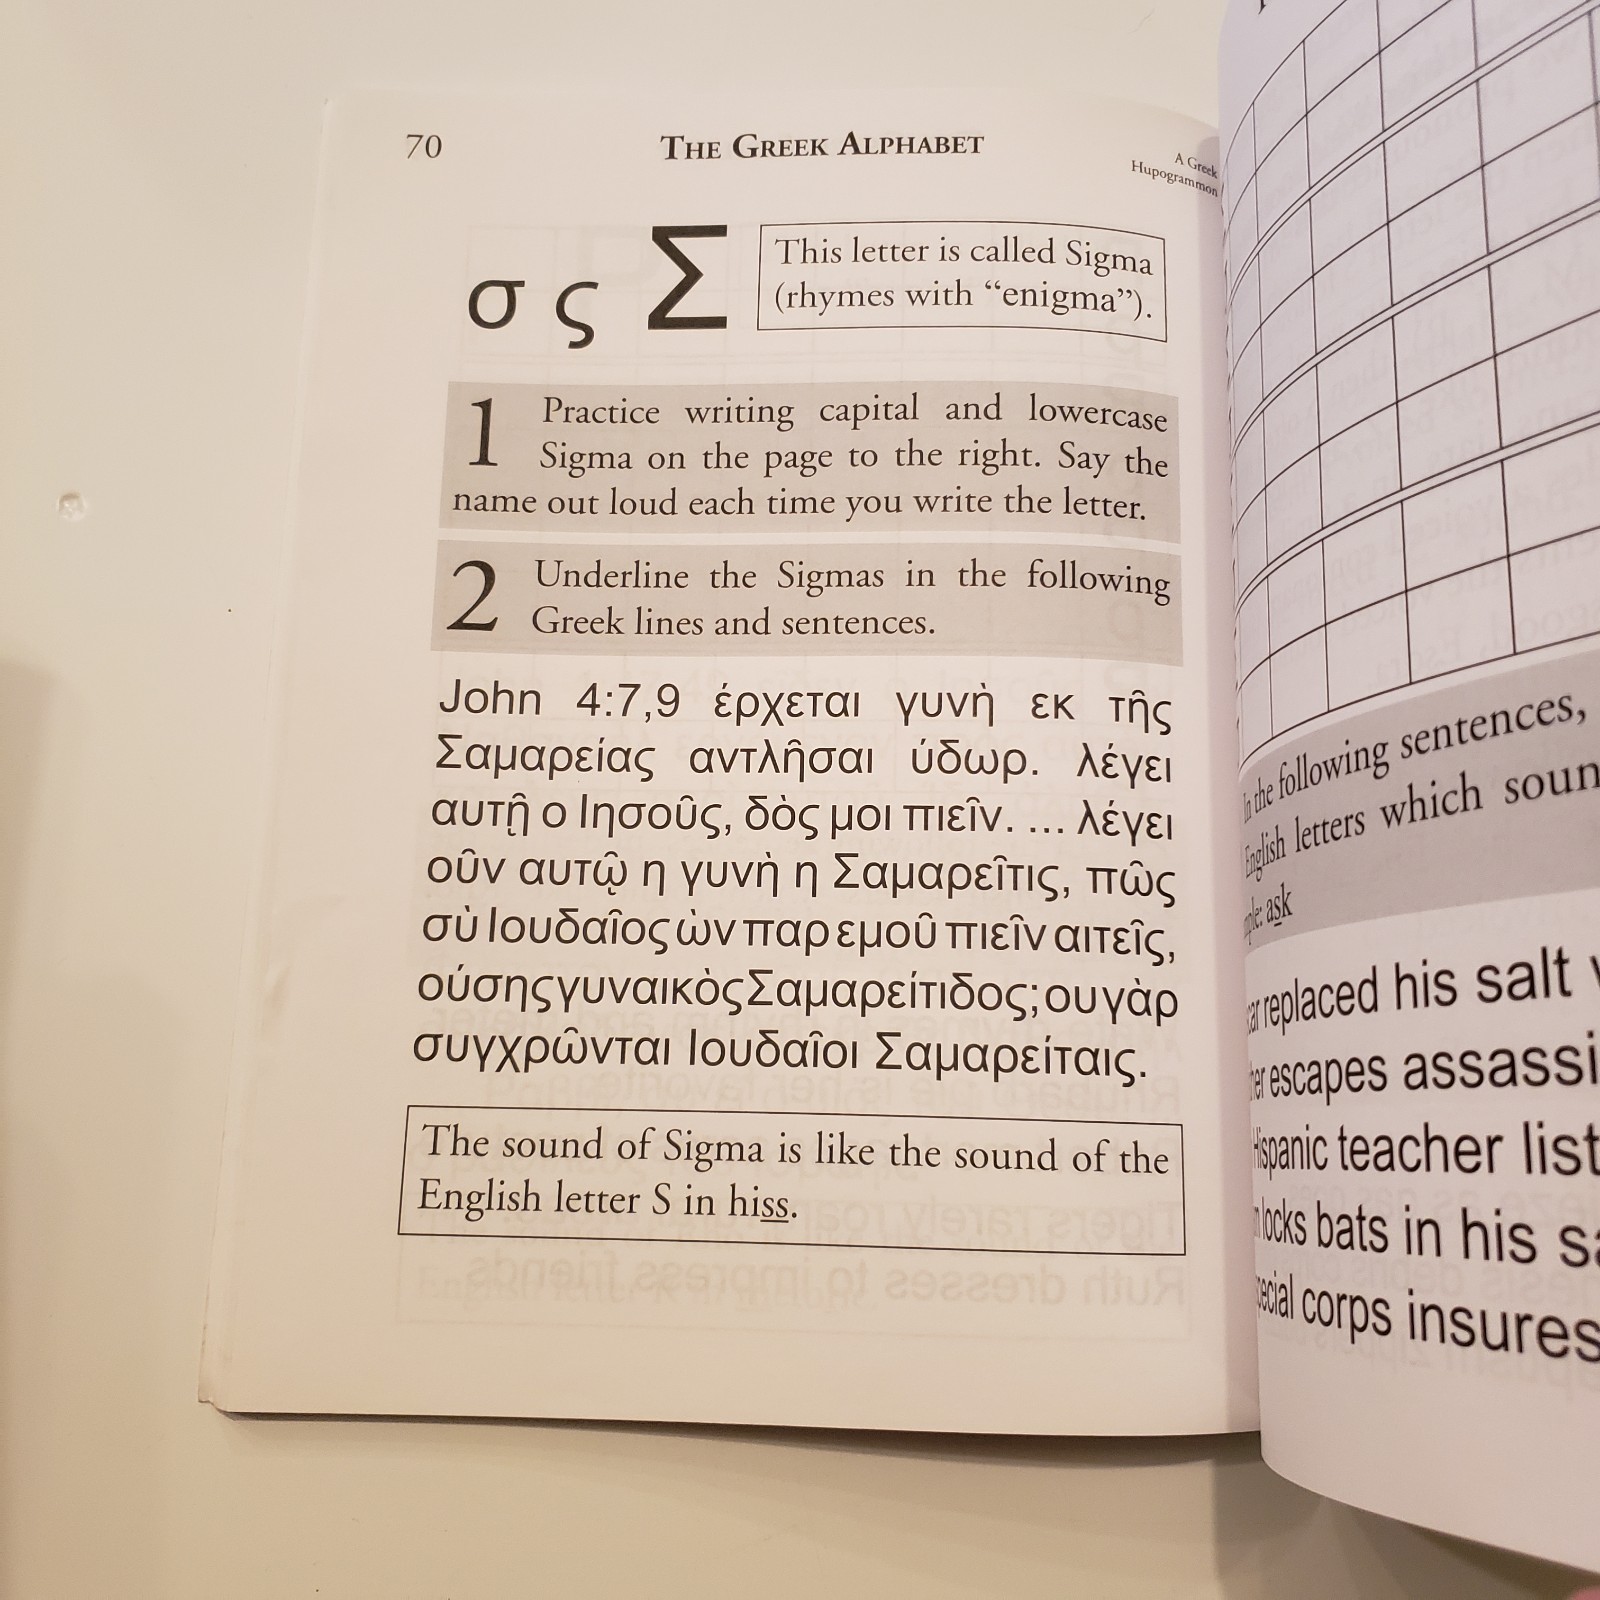 70
THE GREEK ALPHABET
A Greek
Hupogrammon
σ ς Σ
This letter is called Sigma
(rhymes with “enigma”).
1 Practice writing capital and lowercase
Sigma on the page to the right. Say the
name out loud each time you write the letter.
2 Underline the Sigmas in the following
Greek lines and sentences.
John 4:7,9 έρχεται γυνὴ εκ τῆς
Σαμαρείας αντλῆσαι ύδωρ. λέγει
αυτῇ ο Ιησοῦς, δὸς μοι πιεῖν. ... λέγει
οῦν αυτῷ η γυνὴ η Σαμαρεῖτις, πῶς
σὺ Ιουδαῖος ὼν παρ εμοῦ πιεῖν αιτεῖς,
ούσης γυναικὸς Σαμαρείτιδος; ου γὰρ
συγχρῶνται Ιουδαῖοι Σαμαρείταις.
The sound of Sigma is like the sound of the
English letter S in hiss.
In the following sentences,
English letters which
ask
replaced his salt
escapes
Hispanic teacher
locks bats in his
corps insures